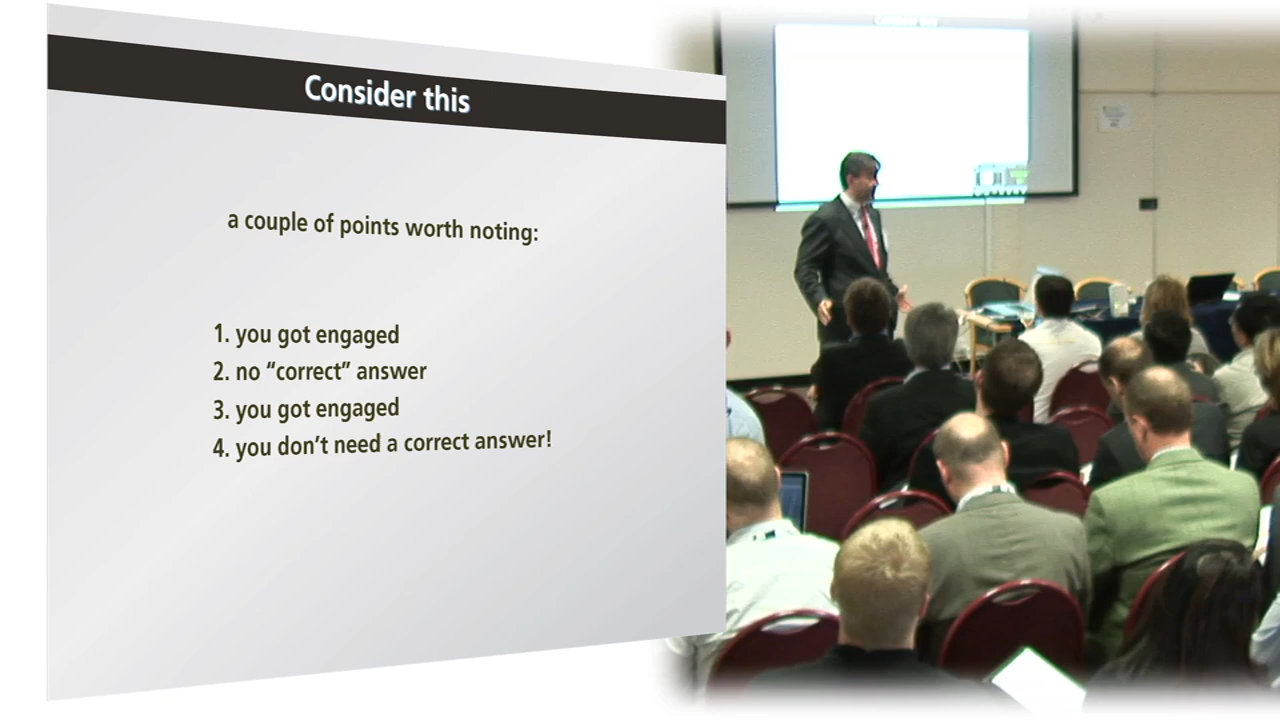 Consider this
a couple of points worth noting:
1. you got engaged
2. no “correct” answer
3. you got engaged
4. you don’t need a correct answer!